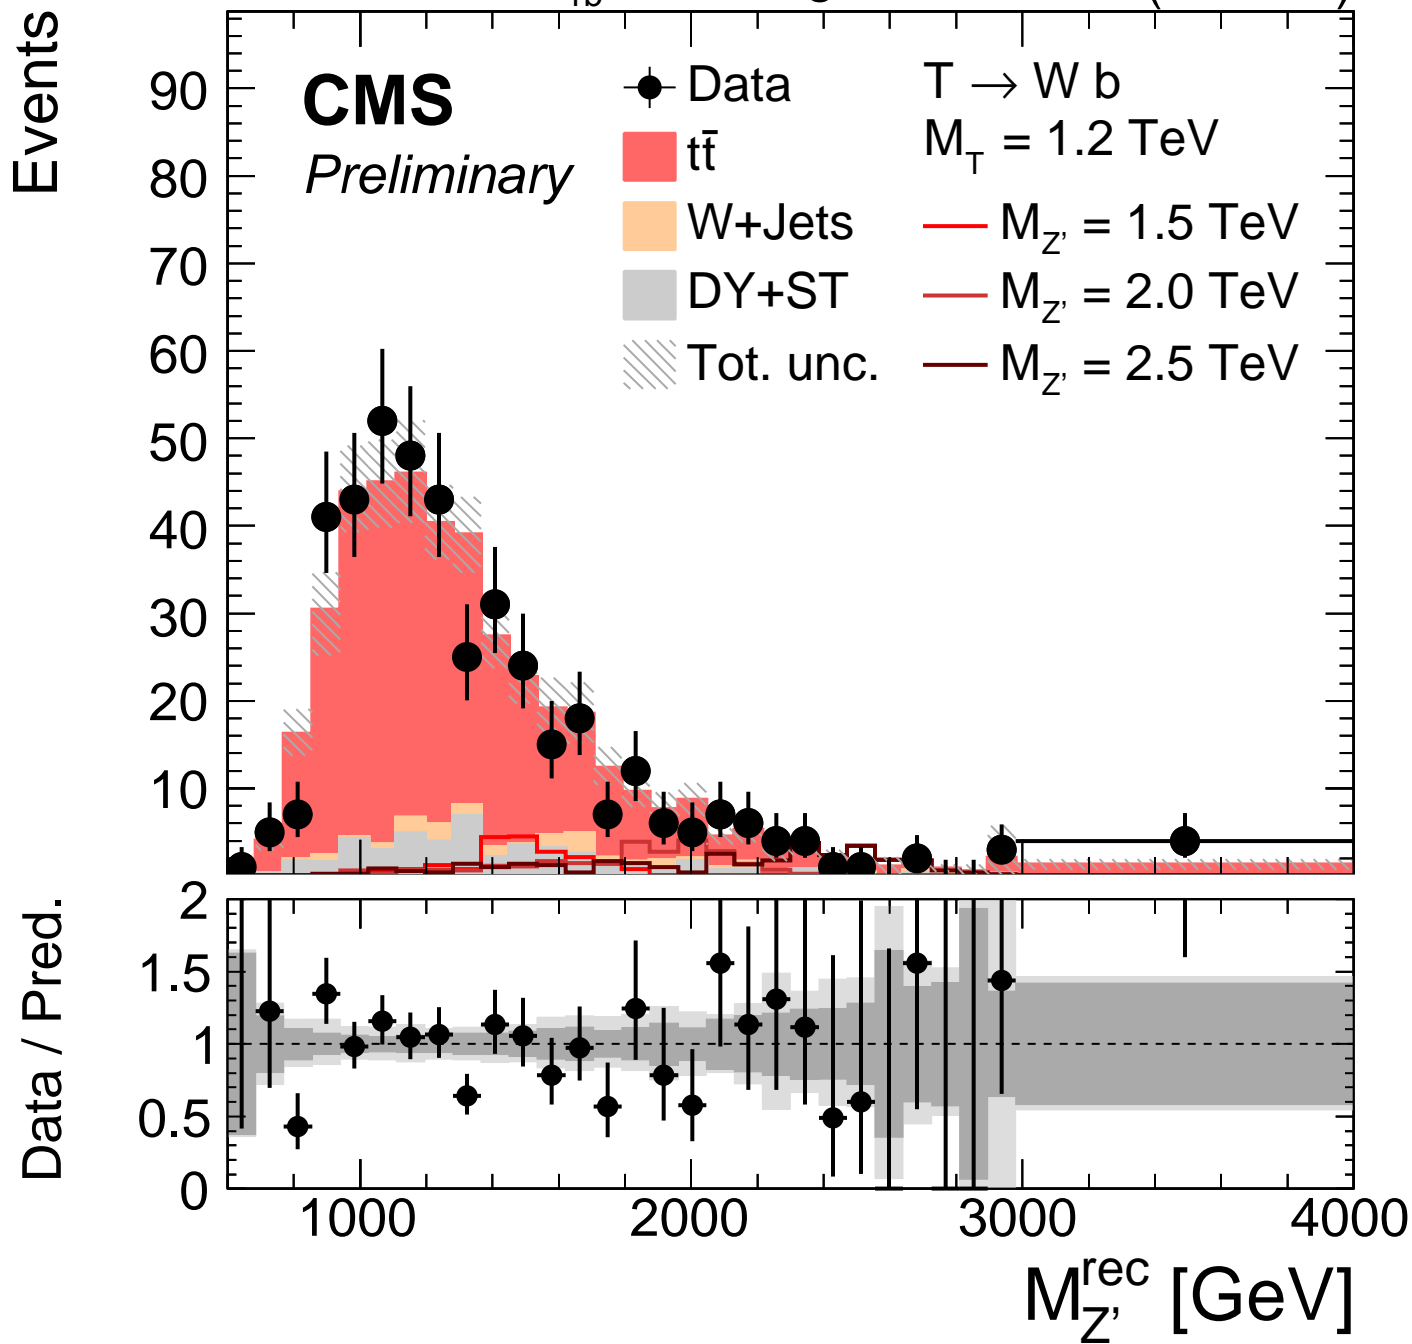 Events
CMS
Preliminary
Data
tt̄
W+Jets
DY+ST
Tot. unc.
T → W b
M_T = 1.2 TeV
M_Z' = 1.5 TeV
M_Z' = 2.0 TeV
M_Z' = 2.5 TeV
90
80
70
60
50
40
30
20
10
Data / Pred.
2
1.5
1
0.5
0
1000 2000 3000 4000
M_Z'^rec [GeV]